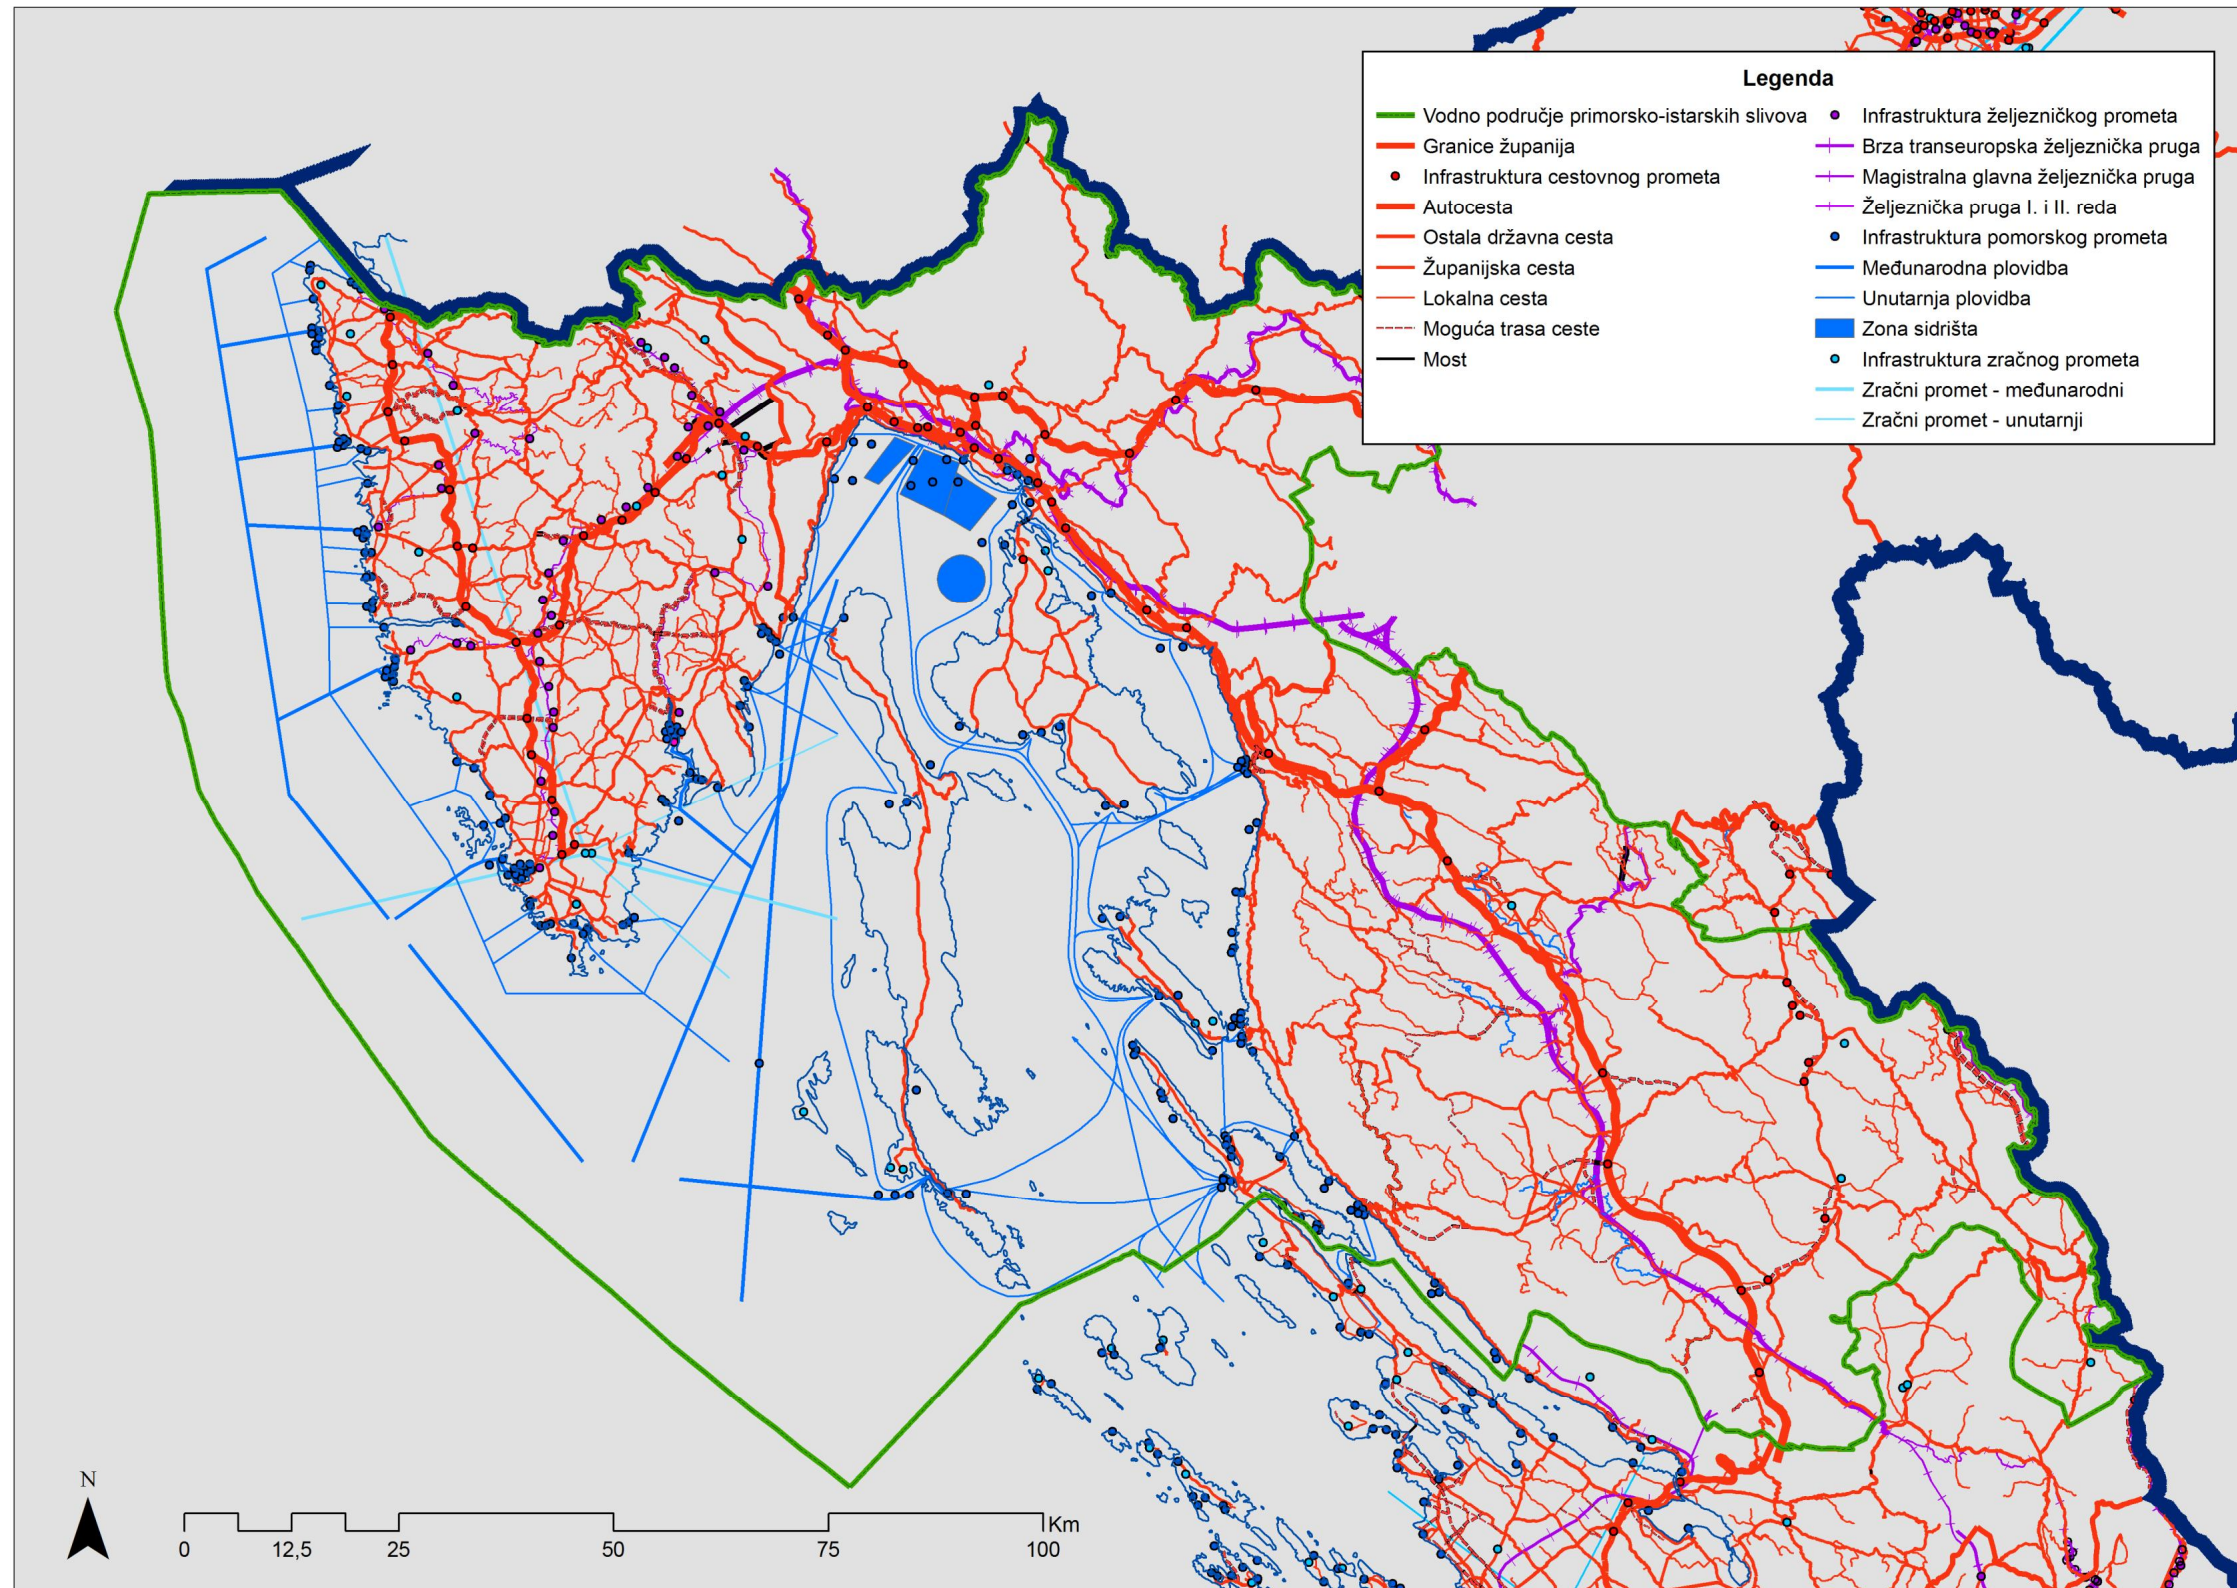 Legenda
Vodno područje primorsko-istarskih slivova
Granice županija
Infrastruktura cestovnog prometa
Autocesta
Ostala državna cesta
Županijska cesta
Lokalna cesta
Moguća trasa ceste
Most
Infrastruktura željezničkog prometa
Brza transeuropska željeznička pruga
Magistralna glavna željeznička pruga
Željeznička pruga I. i II. reda
Infrastruktura pomorskog prometa
Međunarodna plovidba
Unutarnja plovidba
Zona sidrišta
Infrastruktura zračnog prometa
Zračni promet - međunarodni
Zračni promet - unutarnji
N
Km
0 12,5 25 50 75 100